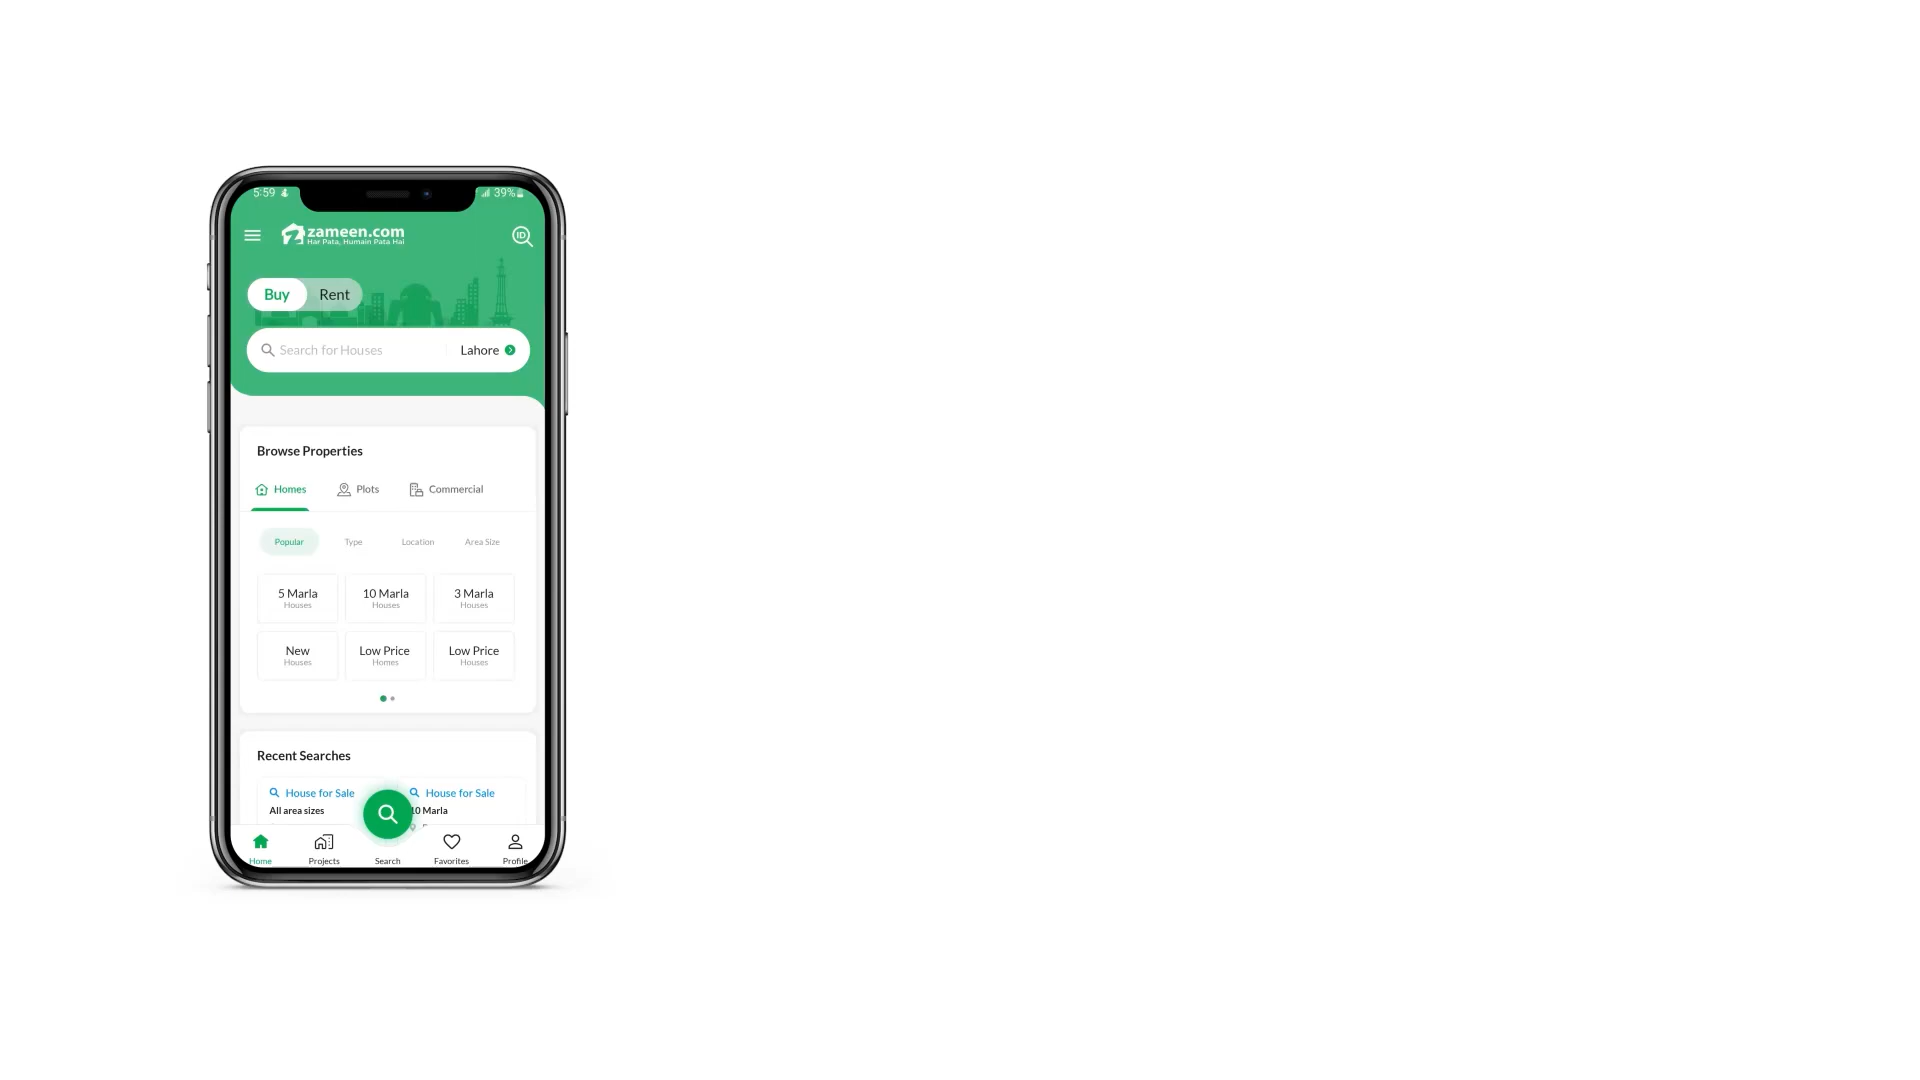 5:59
39%
zameen.com
Har Pata, Humain Pata Hai
ID
Buy Rent
Search for Houses Lahore
Browse Properties
Homes Plots Commercial
Popular Type Location Area Size
5 Marla 10 Marla 3 Marla
Houses Houses Houses
New Low Price Low Price
Houses Homes Houses
Recent Searches
House for Sale House for Sale
All area sizes 10 Marla
Home Projects Search Favorites Profile